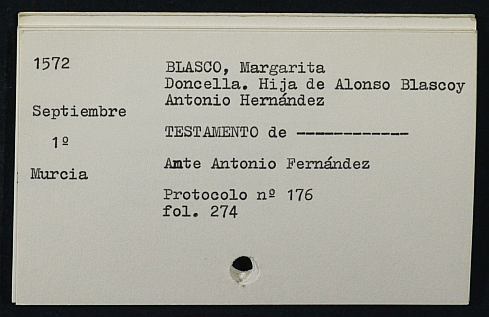 1572
Septiembre
1º
Murcia
BLASCO, Margarita
Doncella. Hija de Alonso Blascoy
Antonio Hernández
TESTAMENTO de ------------
Ante Antonio Fernández
Protocolo nº 176
fol. 274